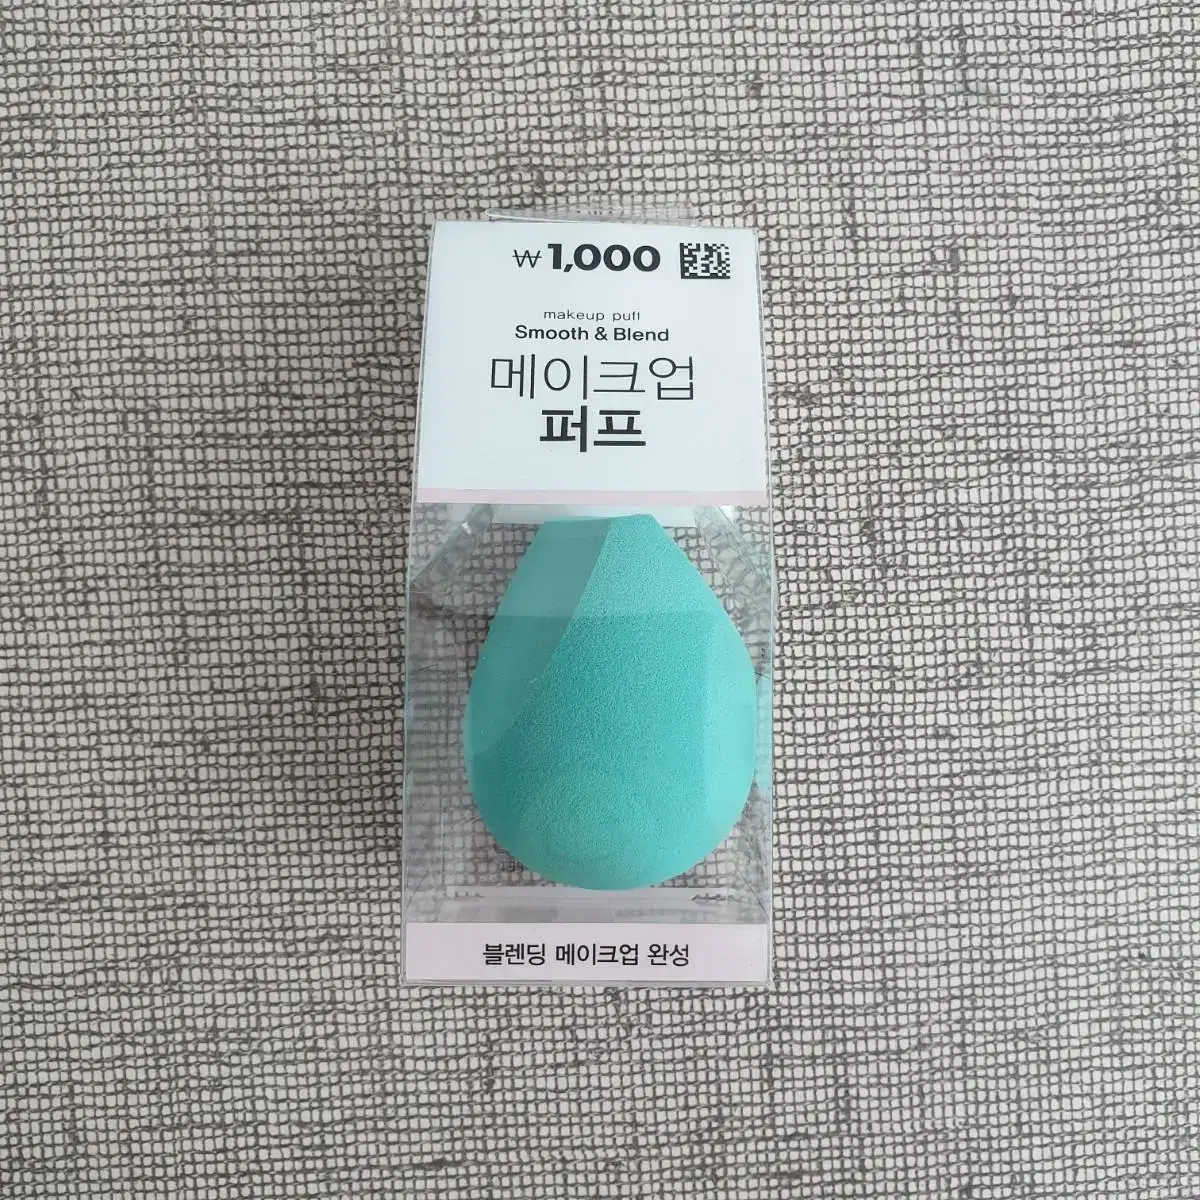 ₩1,000
makeup puff
Smooth & Blend
메이크업
퍼프
블렌딩 메이크업 완성